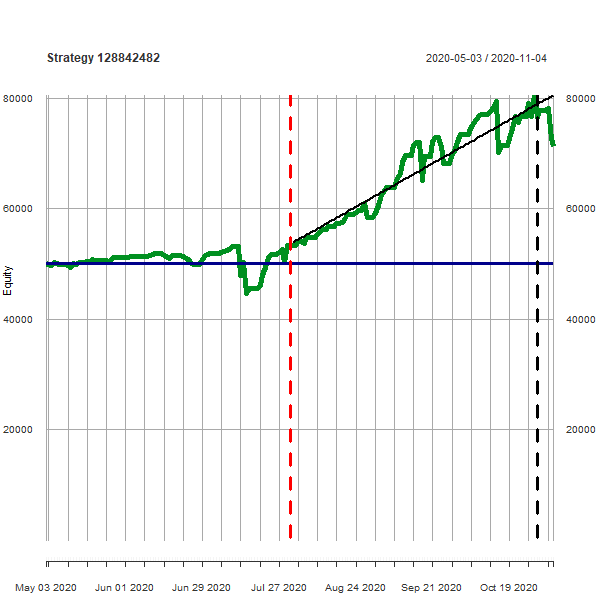 Strategy 128842482
2020-05-03 / 2020-11-04
80000
80000
60000
60000
Equity
40000
40000
20000
20000
May 03 2020
Jun 01 2020
Jun 29 2020
Jul 27 2020
Aug 24 2020
Sep 21 2020
Oct 19 2020